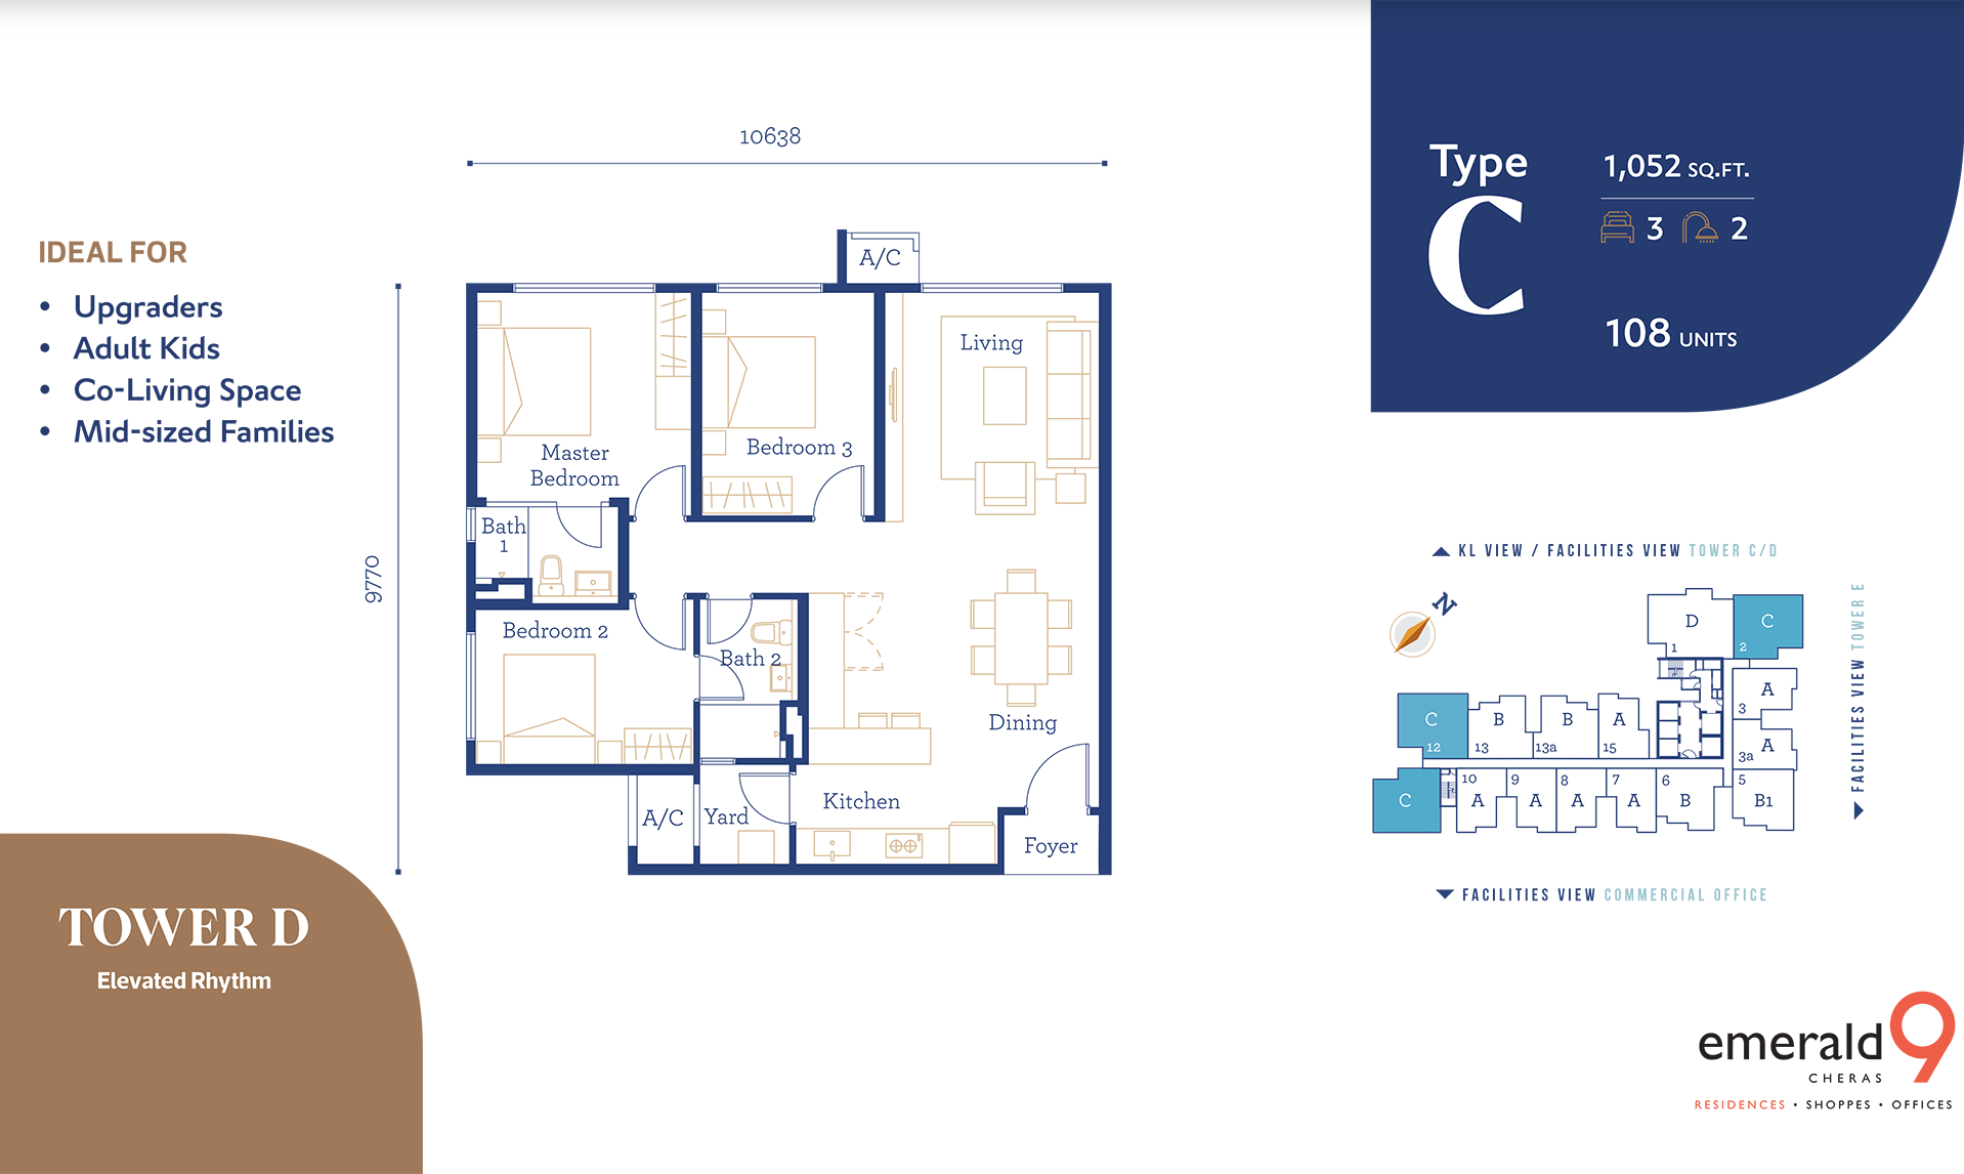 10638
9770
IDEAL FOR
• Upgraders
• Adult Kids
• Co-Living Space
• Mid-sized Families
A/C
Living
Master
Bedroom
Bedroom 3
Bath
1
Bedroom 2
Bath 2
Dining
A/C
Yard
Kitchen
Foyer
TOWER D
Elevated Rhythm
Type
C
1,052 SQ.FT.
3
2
108 UNITS
KL VIEW / FACILITIES VIEW TOWER C/D
N
D
1
C
2
A
3
A
3a
C
12
B
13
B
13a
A
15
C
10
A
9
A
8
A
7
A
6
B
5
B1
FACILITIES VIEW TOWER E
FACILITIES VIEW COMMERCIAL OFFICE
emerald 9
CHERAS
RESIDENCES • SHOPPES • OFFICES